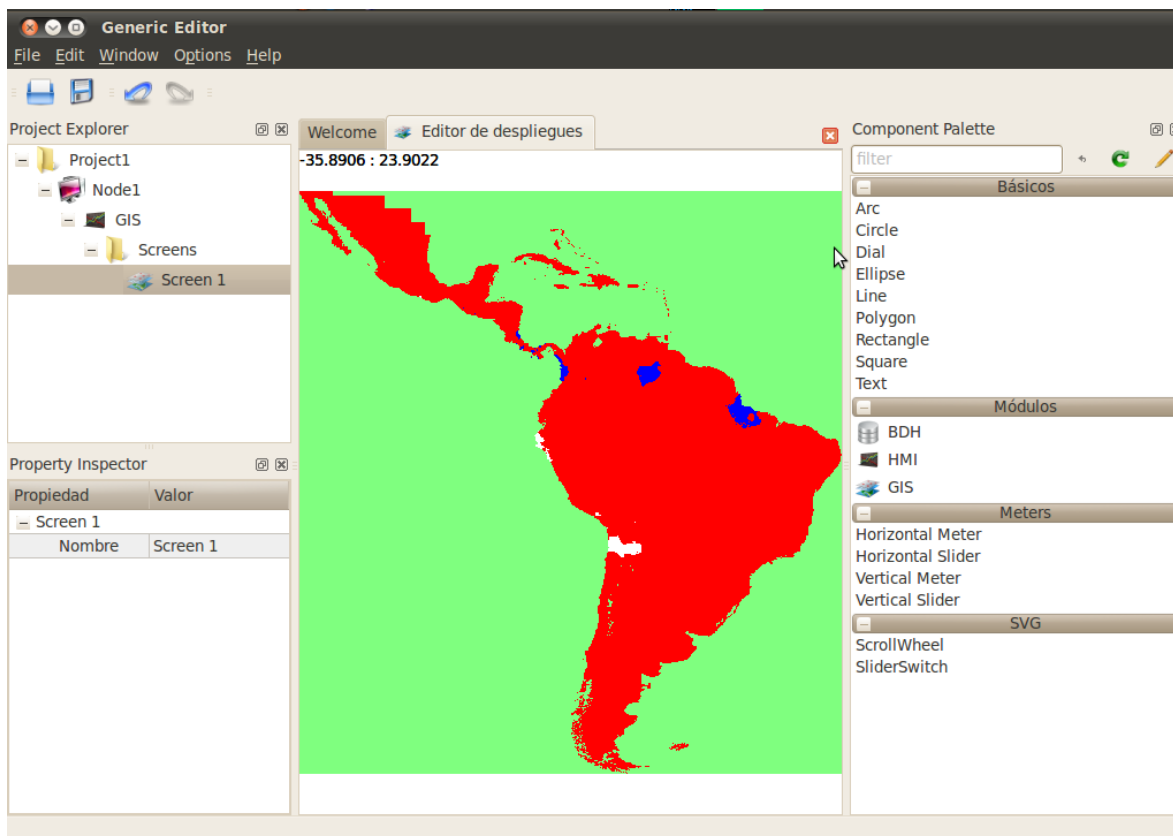 Generic Editor
File Edit Window Options Help
Project Explorer
Project1
Node1
GIS
Screens
Screen 1
Property Inspector
Propiedad Valor
Screen 1
Nombre Screen 1
Welcome Editor de despliegues
-35.8906 : 23.9022
Component Palette
filter
Básicos
Arc
Circle
Dial
Ellipse
Line
Polygon
Rectangle
Square
Text
Módulos
BDH
HMI
GIS
Meters
Horizontal Meter
Horizontal Slider
Vertical Meter
Vertical Slider
SVG
ScrollWheel
SliderSwitch